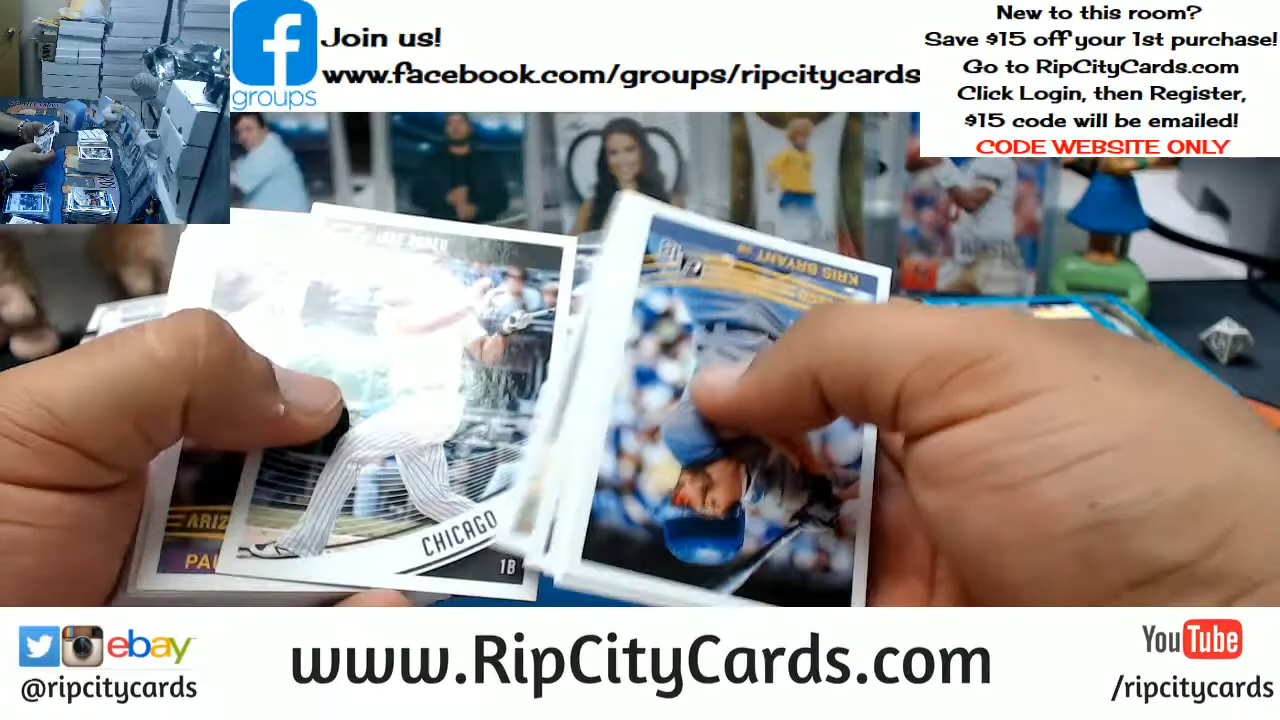 Join us!
www.facebook.com/groups/ripcitycards
groups
New to this room?
Save $15 off your 1st purchase!
Go to RipCityCards.com
Click Login, then Register,
$15 code will be emailed!
CODE WEBSITE ONLY
KRIS BRYANT 3B
CHICAGO
1B
ARIZ
PAU
ebay
@ripcitycards
www.RipCityCards.com
YouTube
/ripcitycards